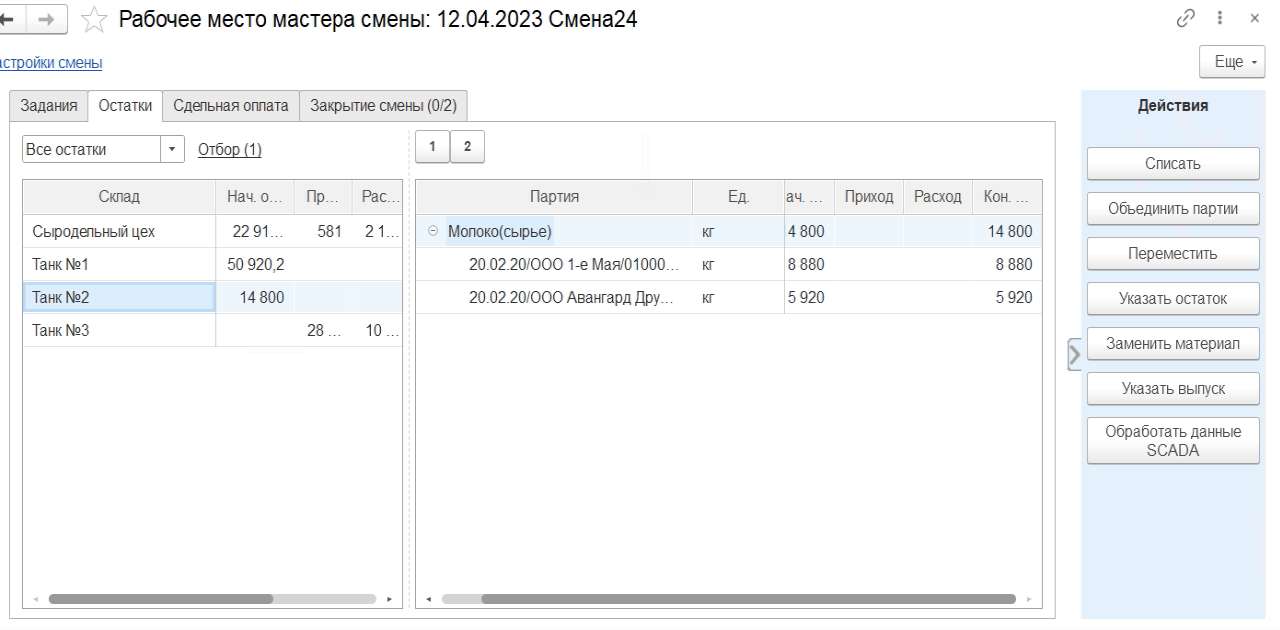 Рабочее место мастера смены: 12.04.2023 Смена24
астройки смены
Еще
Задания Остатки Сдельная оплата Закрытие смены (0/2)
Все остатки Отбор (1)
Склад Нач. о... Пр... Рас...
Сыродельный цех 22 91... 581 2 1...
Танк №1 50 920,2
Танк №2 14 800
Танк №3 28 ... 10 ...
1 2
Партия Ед. ач. ... Приход Расход Кон. ...
Молоко(сырье) кг 4 800 14 800
20.02.20/ООО 1-е Мая/01000... кг 8 880 8 880
20.02.20/ООО Авангард Дру... кг 5 920 5 920
Действия
Списать
Объединить партии
Переместить
Указать остаток
Заменить материал
Указать выпуск
Обработать данные
SCADA